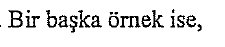 . Bir başka örnek ise,